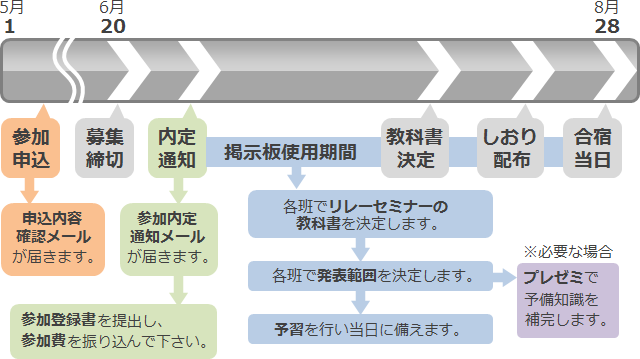 5月
1
6月
20
8月
28
参加
申込
募集
締切
内定
通知
掲示板使用期間
教科書
決定
しおり
配布
合宿
当日
申込内容
確認メール
が届きます。
参加内定
通知メール
が届きます。
参加登録書を提出し、
参加費を振り込んで下さい。
各班でリレーセミナーの
教科書を決定します。
各班で発表範囲を決定します。
予習を行い当日に備えます。
※必要な場合
プレゼミで
予備知識を
補完します。